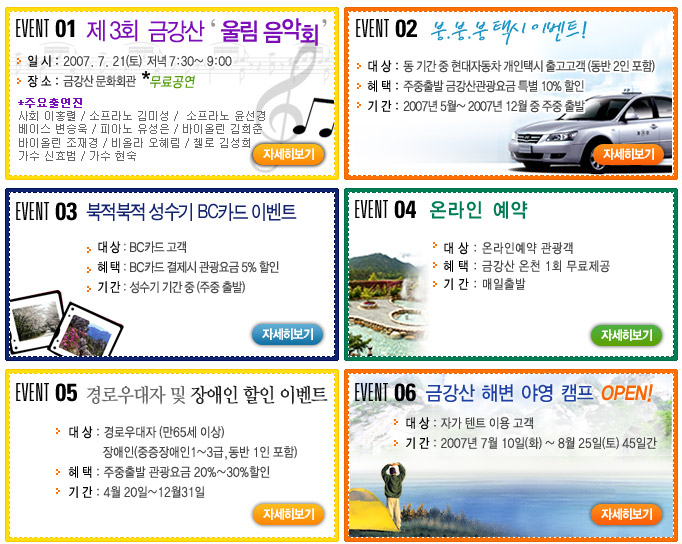 EVENT 01 제3회 금강산 '울림 음악회'
일 시 : 2007. 7. 21(토) 저녁 7:30~ 9:00
장 소 : 금강산 문화회관 *무료공연
*주요출연진
사회 이홍렬 / 소프라노 김미성 / 소프라노 윤선경
베이스 변승욱 / 피아노 유성은 / 바이올린 김희준
바이올린 조재경 / 비올라 오혜림 / 첼로 김성희
가수 신효범 / 가수 현숙
자세히보기
EVENT 02 붕.붕.붕 택시 이벤트!
대 상 : 동 기간 중 현대자동차 개인택시 출고고객 (동반 2인 포함)
혜 택 : 주중출발 금강산관광요금 특별 10% 할인
기 간 : 2007년 5월~ 2007년 12월 중 주중 출발
자세히보기
EVENT 03 북적북적 성수기 BC카드 이벤트
대 상 : BC카드 고객
혜 택 : BC카드 결제시 관광요금 5% 할인
기 간 : 성수기 기간 중 (주중 출발)
자세히보기
EVENT 04 온라인 예약
대 상 : 온라인예약 관광객
혜 택 : 금강산 온천 1회 무료제공
기 간 : 매일출발
자세히보기
EVENT 05 경로우대자 및 장애인 할인 이벤트
대 상 : 경로우대자 (만65세 이상)
장애인(중증장애인1~3급,동반 1인 포함)
혜 택 : 주중출발 관광요금 20%~30%할인
기 간 : 4월 20일~12월31일
자세히보기
EVENT 06 금강산 해변 야영 캠프 OPEN!
대 상 : 자가 텐트 이용 고객
기 간 : 2007년 7월 10일(화) ~ 8월 25일(토) 45일간
자세히보기